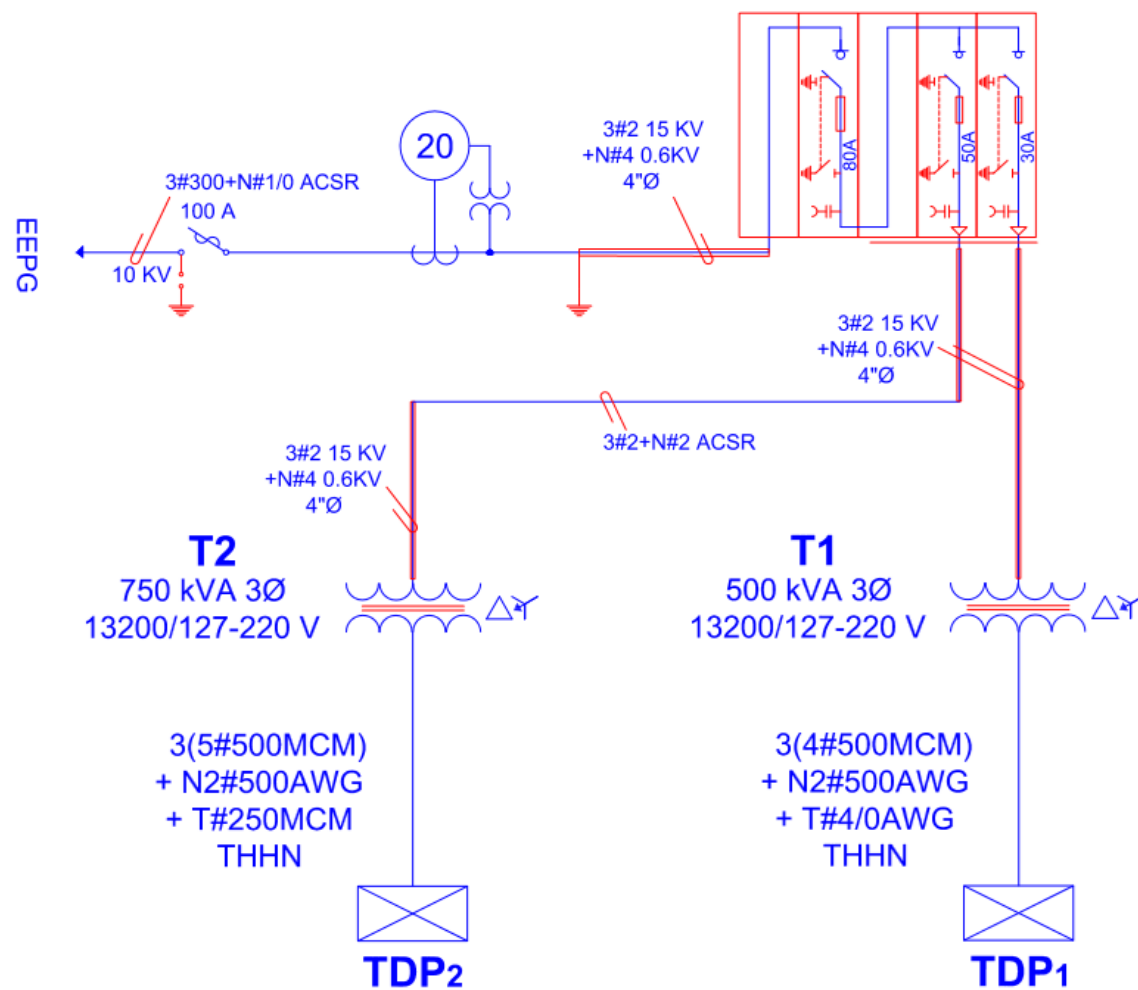 3#300+N#1/0 ACSR
100 A
EEPG
10 KV
20
3#2 15 KV
+N#4 0.6KV
4"Ø
80A
50A
30A
3#2 15 KV
+N#4 0.6KV
4"Ø
3#2+N#2 ACSR
3#2 15 KV
+N#4 0.6KV
4"Ø
T2
750 kVA 3Ø
13200/127-220 V
T1
500 kVA 3Ø
13200/127-220 V
3(5#500MCM)
+ N2#500AWG
+ T#250MCM
THHN
3(4#500MCM)
+ N2#500AWG
+ T#4/0AWG
THHN
TDP2
TDP1